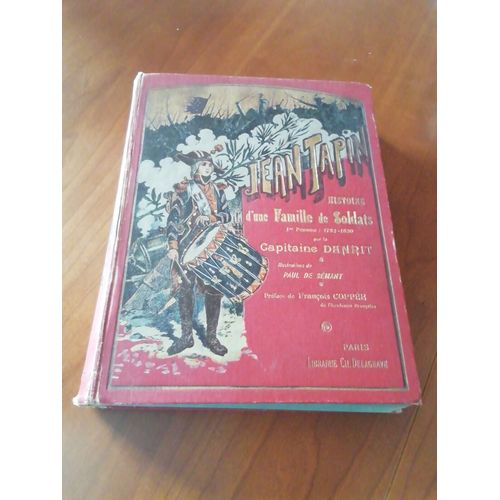 JEAN TAPIN
HISTOIRE
d'une Famille de Soldats
1re PÉRIODE : 1792-1830
par le
Capitaine DANRIT
Illustrations de
PAUL DE SÉMANT
Préface de François COPPÉE
de l'Académie Française
PARIS
LIBRAIRIE CH. DELAGRAVE